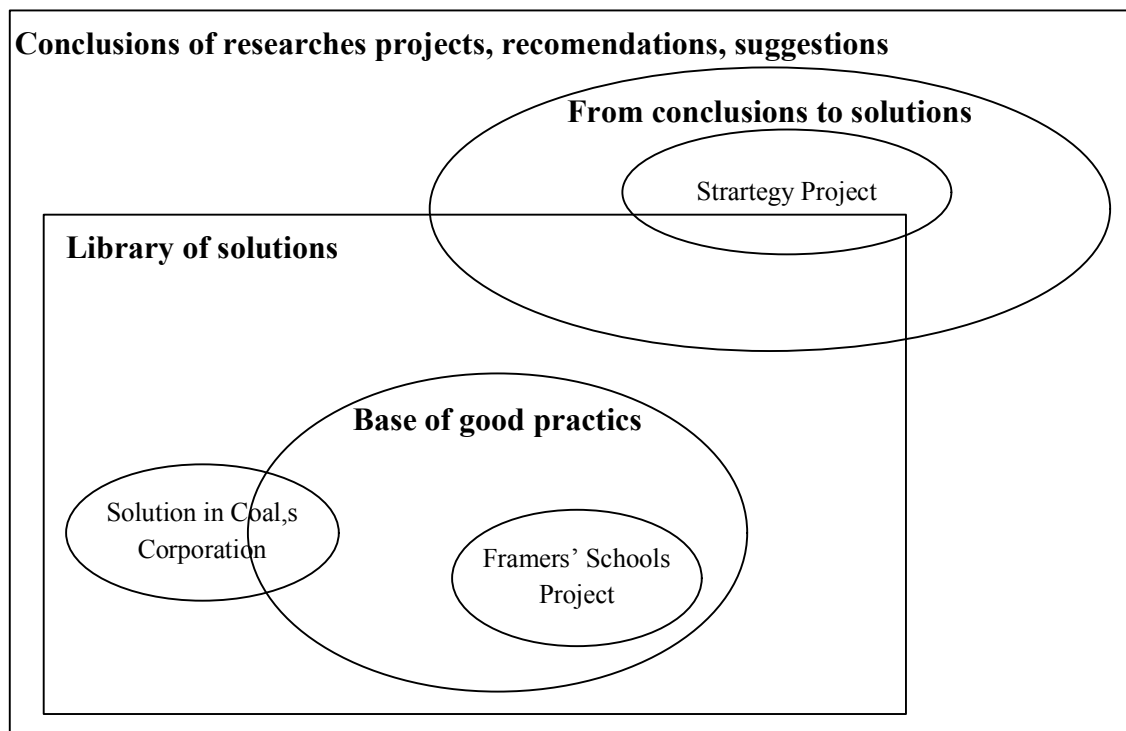 Conclusions of researches projects, recomendations, suggestions
From conclusions to solutions
Strartegy Project
Library of solutions
Base of good practics
Solution in Coal,s
Corporation
Framers’ Schools
Project